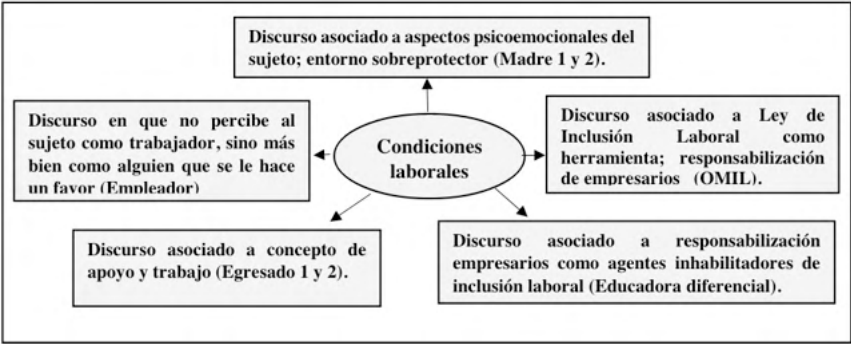 Discurso asociado a aspectos psicoemocionales del
sujeto; entorno sobreprotector (Madre 1 y 2).
Discurso en que no percibe al
sujeto como trabajador, sino más
bien como alguien que se le hace
un favor (Empleador)
Condiciones
laborales
Discurso asociado a Ley de
Inclusión Laboral como
herramienta; responsabilización
de empresarios (OMIL).
Discurso asociado a concepto de
apoyo y trabajo (Egresado 1 y 2).
Discurso asociado a responsabilización
empresarios como agentes inhabilitadores de
inclusión laboral (Educadora diferencial).